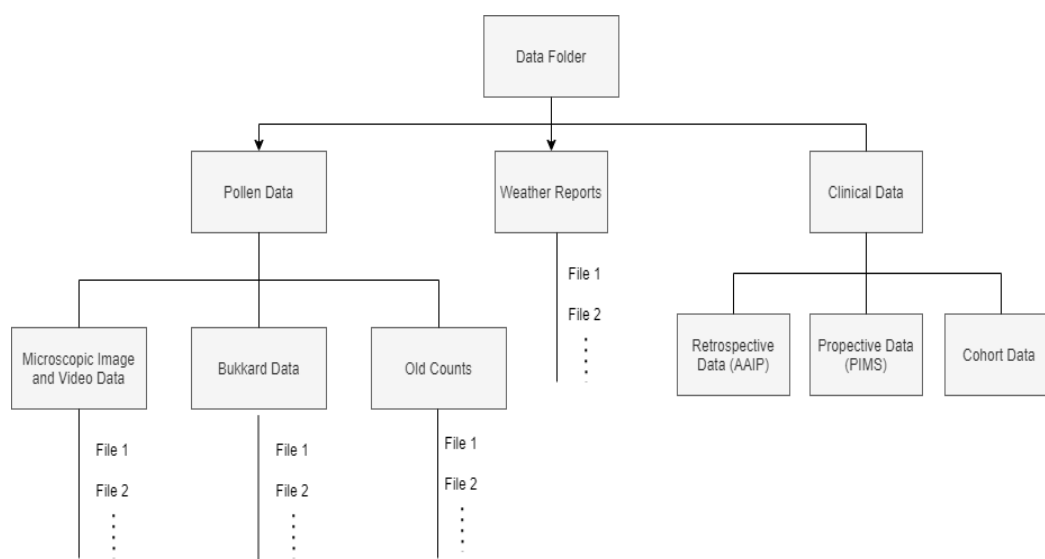 Data Folder
Pollen Data
Weather Reports
Clinical Data
File 1
File 2
Microscopic Image
and Video Data
Bukkard Data
Old Counts
Retrospective
Data (AAIP)
Propective Data
(PIMS)
Cohort Data
File 1
File 2
File 1
File 2
File 1
File 2